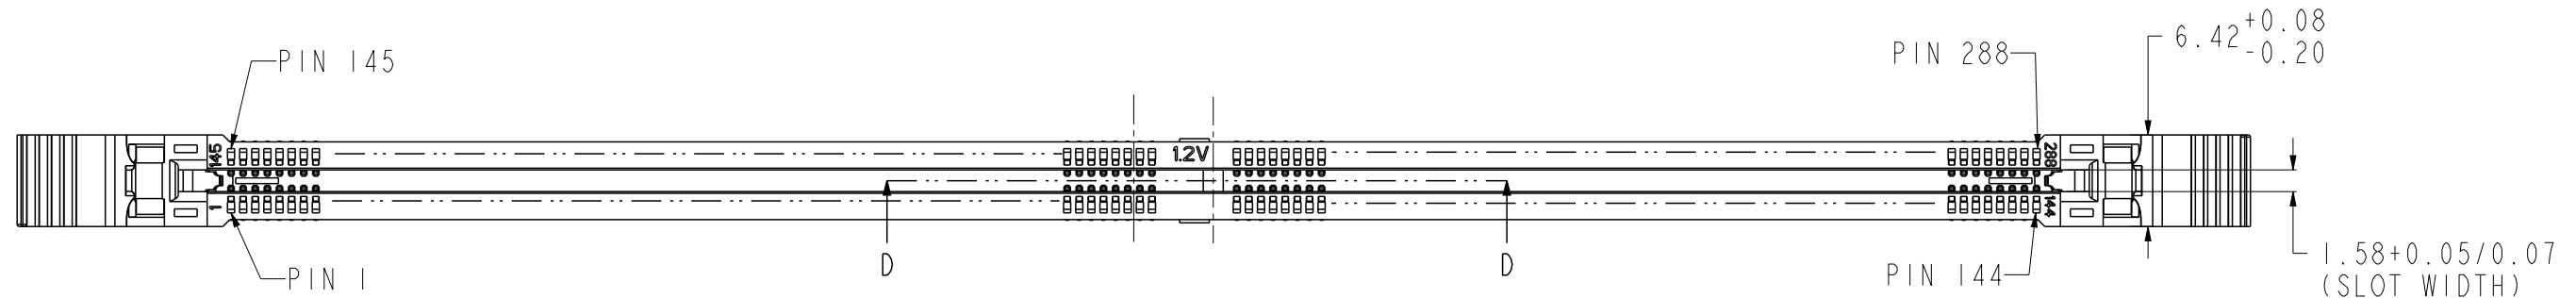 PIN 145
PIN 288
6.42 +0.08
-0.20
145
1.2V
288
1
144
D
D
PIN 1
PIN 144
1.58+0.05/0.07
(SLOT WIDTH)